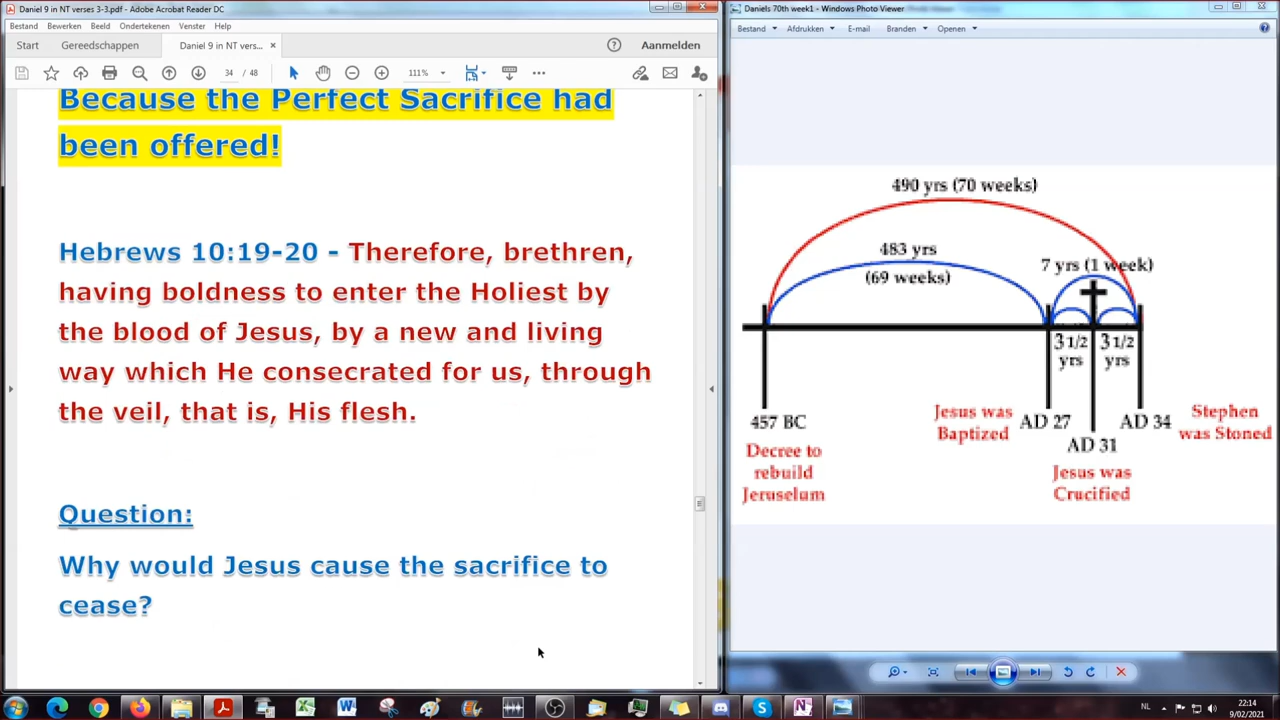 Daniel 9 in NT verses 3-3.pdf - Adobe Acrobat Reader DC
Bestand Bewerken Beeld Ondertekenen Venster Help
Start Gereedschappen Daniel 9 in NT vers... × Aanmelden
34 / 48 111%
Because the Perfect Sacrifice had
been offered!
Hebrews 10:19-20 - Therefore, brethren,
having boldness to enter the Holiest by
the blood of Jesus, by a new and living
way which He consecrated for us, through
the veil, that is, His flesh.
Question:
Why would Jesus cause the sacrifice to
cease?
Daniels 70th week1 - Windows Photo Viewer
Bestand Afdrukken E-mail Branden Openen
490 yrs (70 weeks)
483 yrs
(69 weeks)
7 yrs (1 week)
3 1/2
yrs
3 1/2
yrs
457 BC
Decree to
rebuild
Jeruselum
Jesus was
Baptized
AD 27
AD 31
Jesus was
Crucified
AD 34
Stephen
was Stoned
NL
22:14
9/02/2021